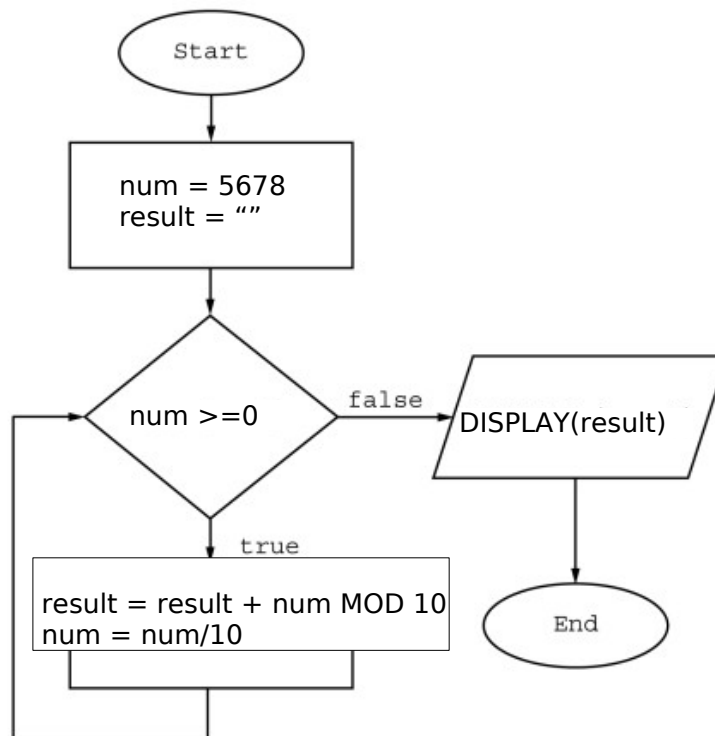 Start
num = 5678
result = “”
num >=0
false
DISPLAY(result)
true
result = result + num MOD 10
num = num/10
End